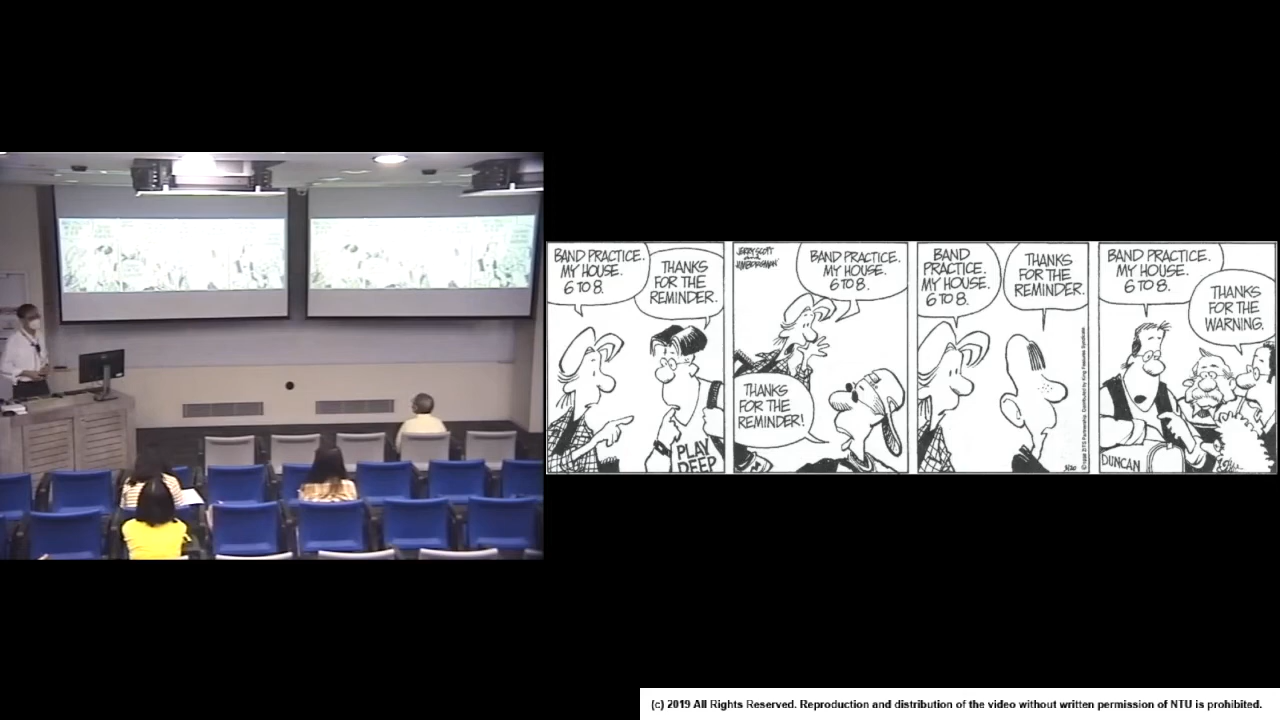 BAND PRACTICE.
MY HOUSE.
6 TO 8.
THANKS
FOR THE
REMINDER.
PLAY
DEEP
JERRY SCOTT
and
JIM BORGMAN
BAND PRACTICE.
MY HOUSE.
6 TO 8.
THANKS
FOR THE
REMINDER!
BAND
PRACTICE.
MY HOUSE.
6 TO 8.
THANKS
FOR THE
REMINDER.
BAND PRACTICE.
MY HOUSE.
6 TO 8.
THANKS
FOR THE
WARNING.
DUNCAN
(c) 2019 All Rights Reserved. Reproduction and distribution of the video without written permission of NTU is prohibited.